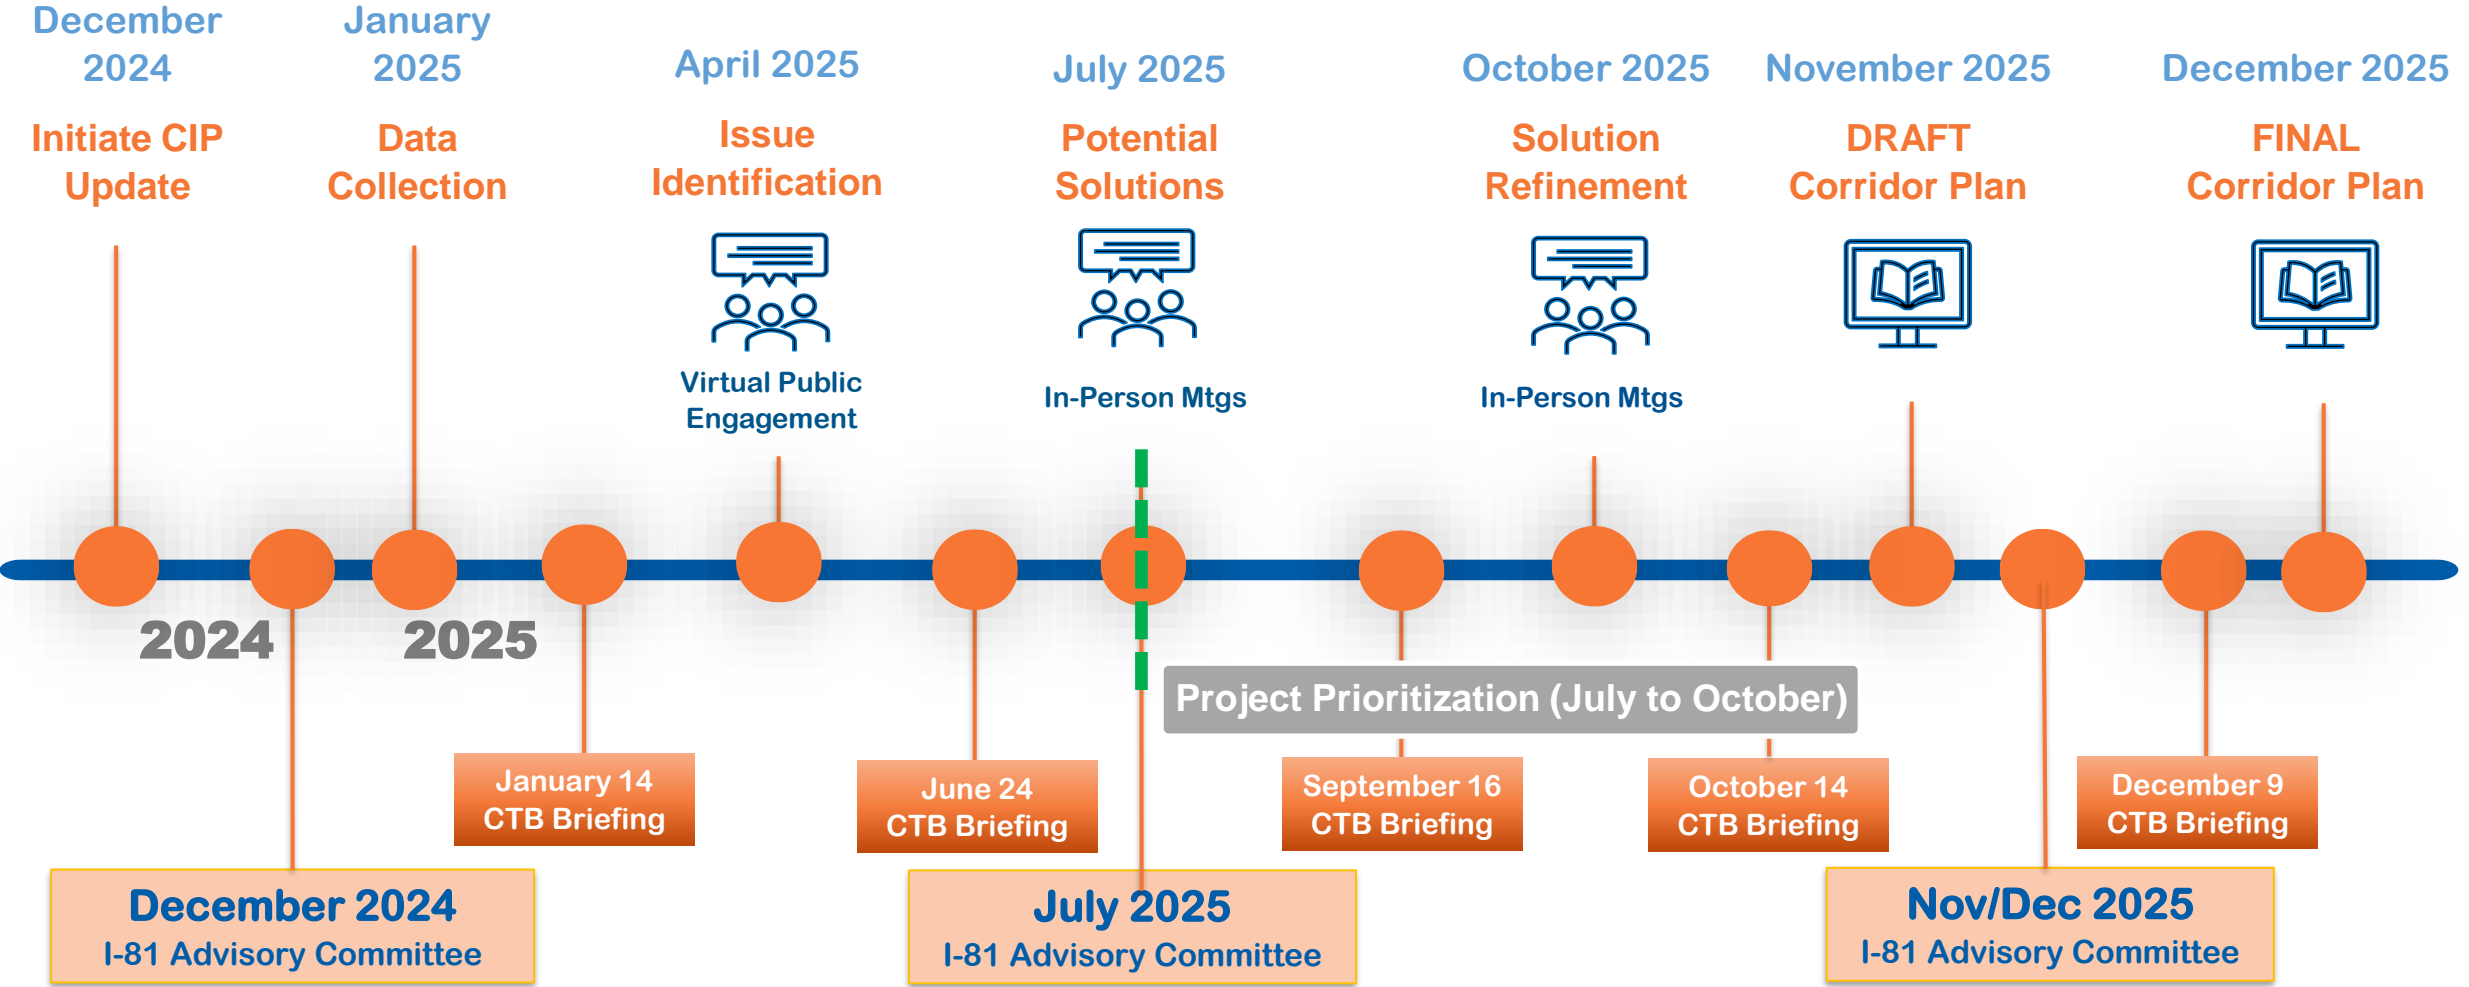 December
2024
Initiate CIP
Update
January
2025
Data
Collection
April 2025
Issue
Identification
Virtual Public
Engagement
July 2025
Potential
Solutions
In-Person Mtgs
October 2025
Solution
Refinement
In-Person Mtgs
November 2025
DRAFT
Corridor Plan
December 2025
FINAL
Corridor Plan
2024
2025
Project Prioritization (July to October)
January 14
CTB Briefing
June 24
CTB Briefing
September 16
CTB Briefing
October 14
CTB Briefing
December 9
CTB Briefing
December 2024
I-81 Advisory Committee
July 2025
I-81 Advisory Committee
Nov/Dec 2025
I-81 Advisory Committee